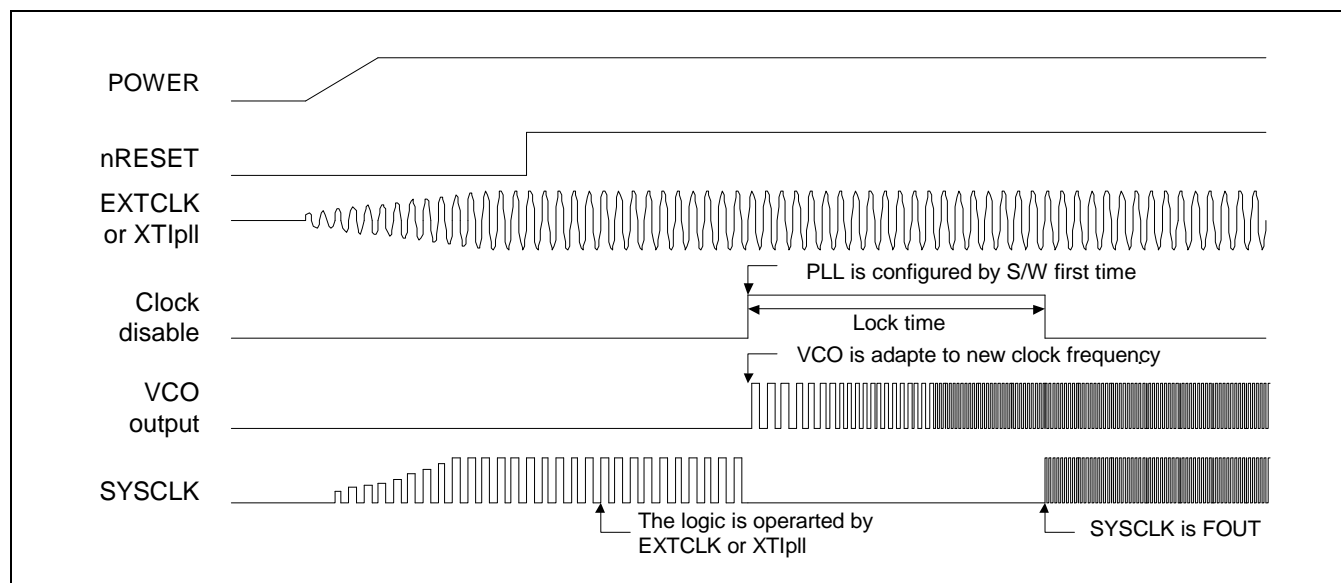 POWER
nRESET
EXTCLK
or XTIpll
PLL is configured by S/W first time
Clock
disable
Lock time
VCO is adapte to new clock frequency
VCO
output
SYSCLK
The logic is operarted by
EXTCLK or XTIpll
SYSCLK is FOUT